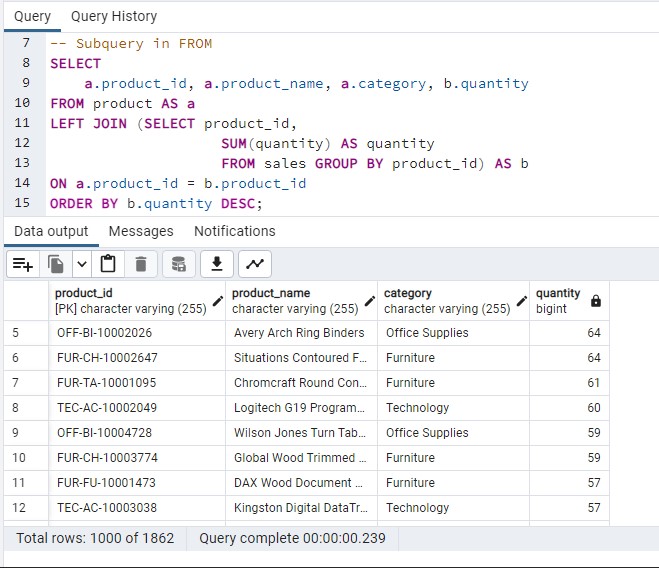 Query Query History
7 -- Subquery in FROM
8 SELECT
9 a.product_id, a.product_name, a.category, b.quantity
10 FROM product AS a
11 LEFT JOIN (SELECT product_id,
12 SUM(quantity) AS quantity
13 FROM sales GROUP BY product_id) AS b
14 ON a.product_id = b.product_id
15 ORDER BY b.quantity DESC;
Data output Messages Notifications
product_id product_name category quantity
[PK] character varying (255) character varying (255) character varying (255) bigint
5 OFF-BI-10002026 Avery Arch Ring Binders Office Supplies 64
6 FUR-CH-10002647 Situations Contoured F... Furniture 64
7 FUR-TA-10001095 Chromcraft Round Con... Furniture 61
8 TEC-AC-10002049 Logitech G19 Program... Technology 60
9 OFF-BI-10004728 Wilson Jones Turn Tab... Office Supplies 59
10 FUR-CH-10003774 Global Wood Trimmed ... Furniture 59
11 FUR-FU-10001473 DAX Wood Document ... Furniture 57
12 TEC-AC-10003038 Kingston Digital DataTr... Technology 57
Total rows: 1000 of 1862 Query complete 00:00:00.239